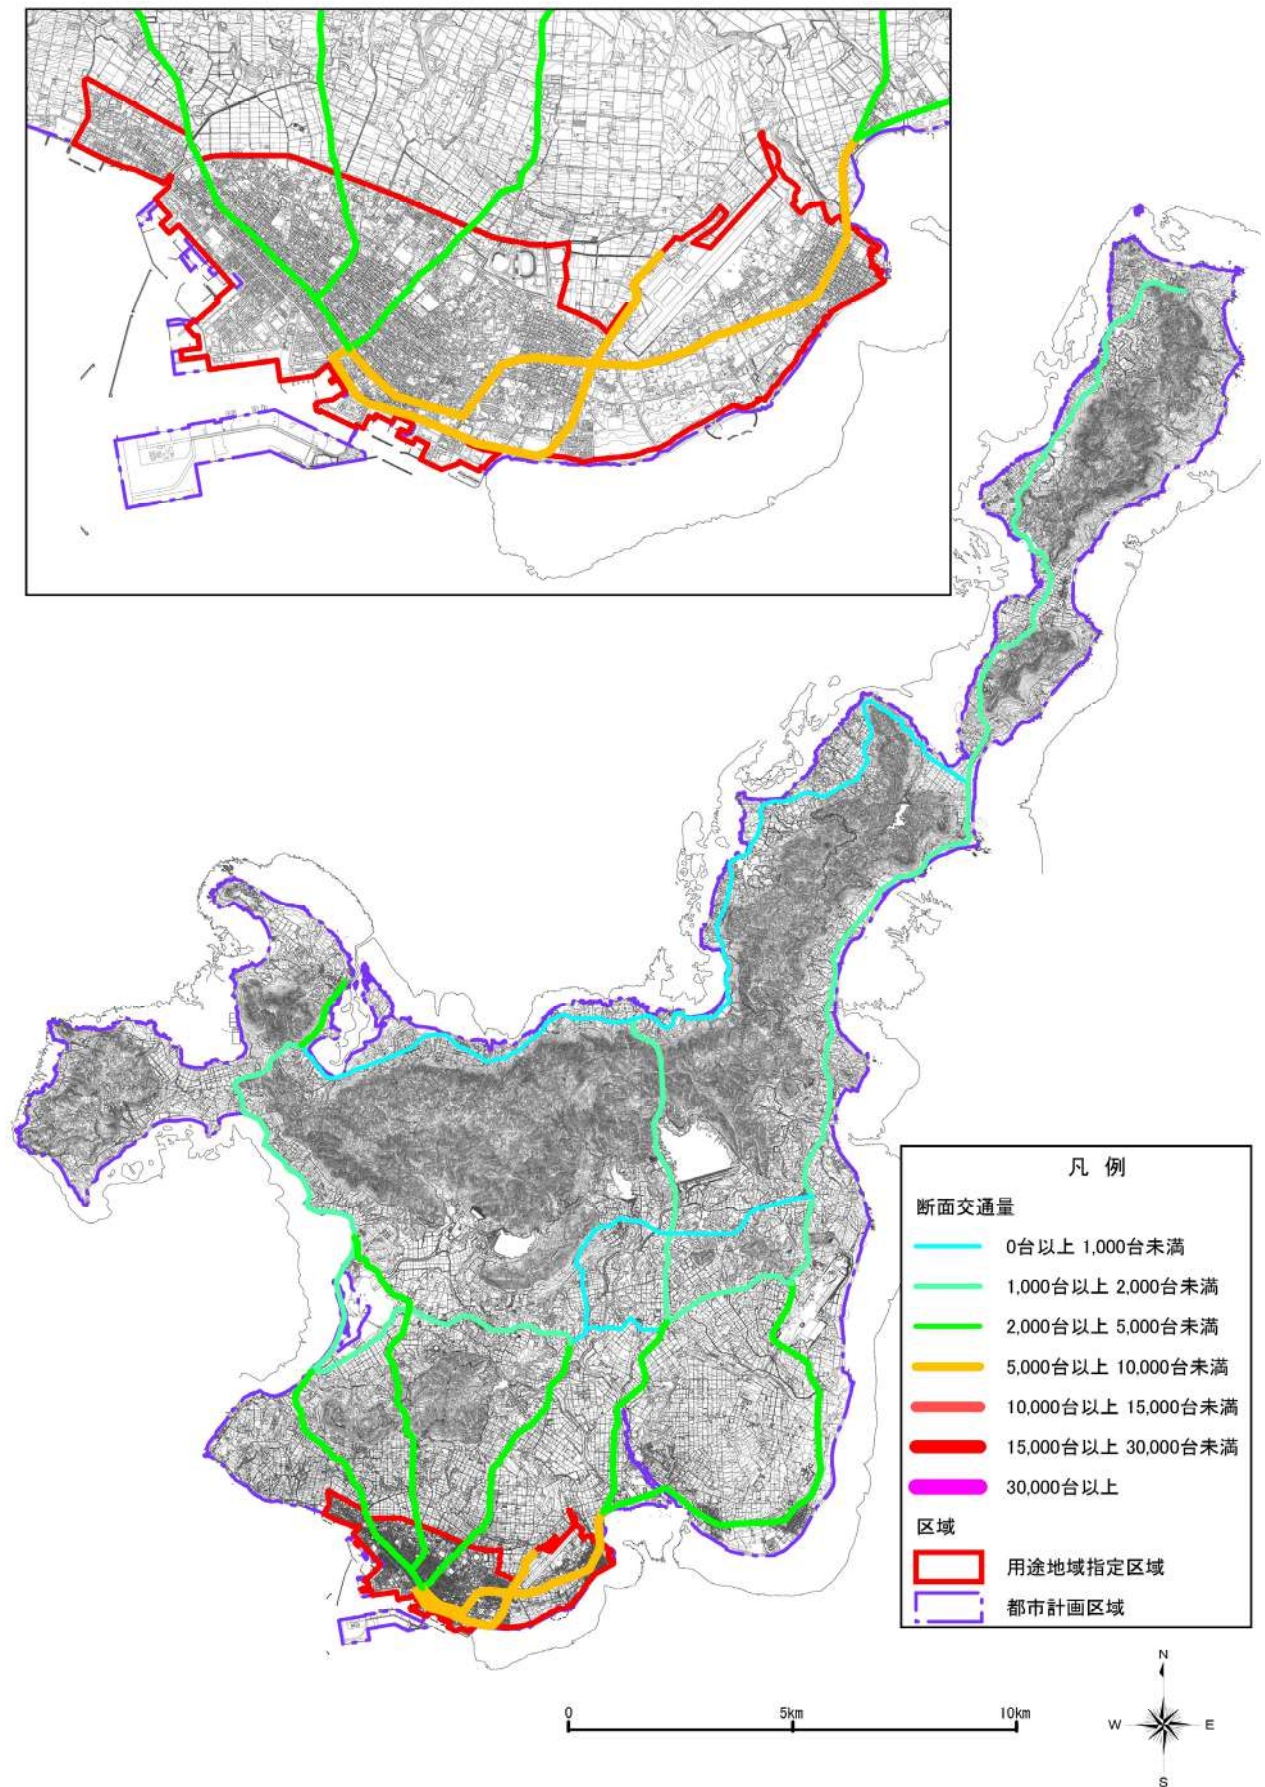 凡 例
断面交通量
0台以上 1,000台未満
1,000台以上 2,000台未満
2,000台以上 5,000台未満
5,000台以上 10,000台未満
10,000台以上 15,000台未満
15,000台以上 30,000台未満
30,000台以上
区域
用途地域指定区域
都市計画区域
0 5km 10km
N
W E
S